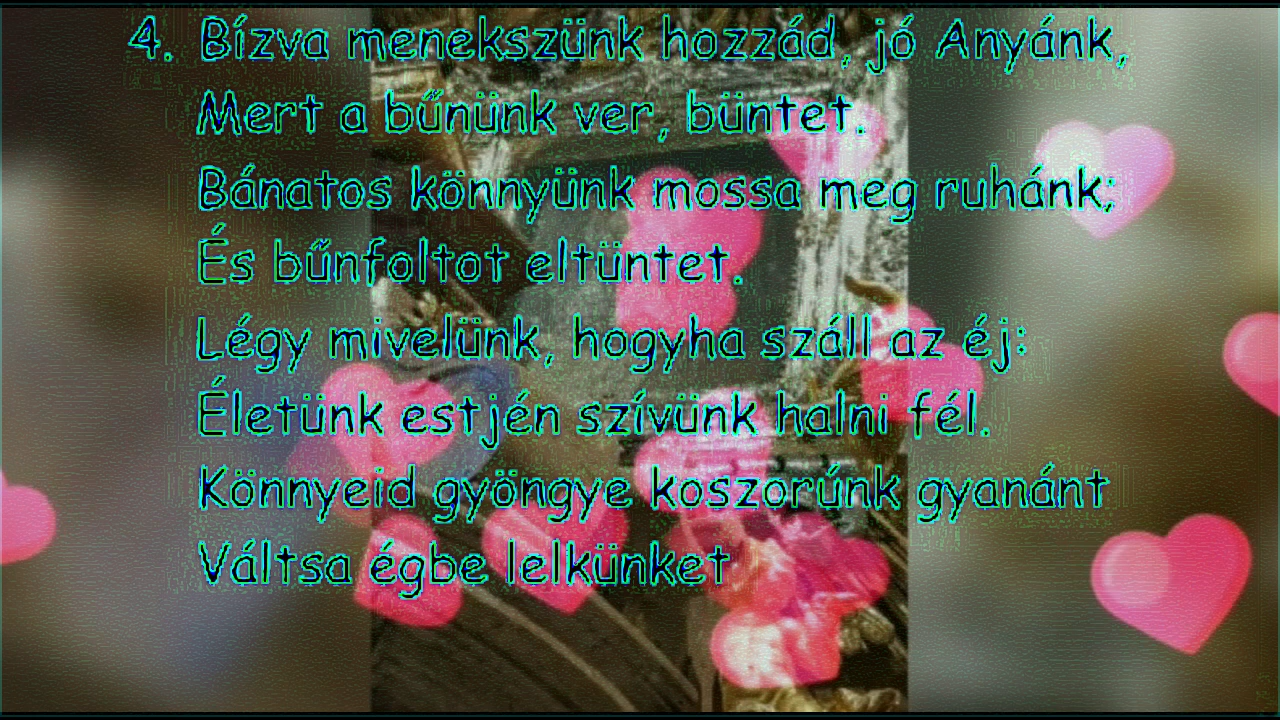 4. Bízva menekszünk hozzád, jó Anyánk,
Mert a bűnünk ver, büntet.
Bánatos könnyünk mossa meg ruhánk;
És bűnfoltot eltüntet.
Légy mivelünk, hogyha száll az éj:
Életünk estjén szívünk halni fél.
Könnyeid gyöngye koszorúnk gyanánt
Váltsa égbe lelkünket